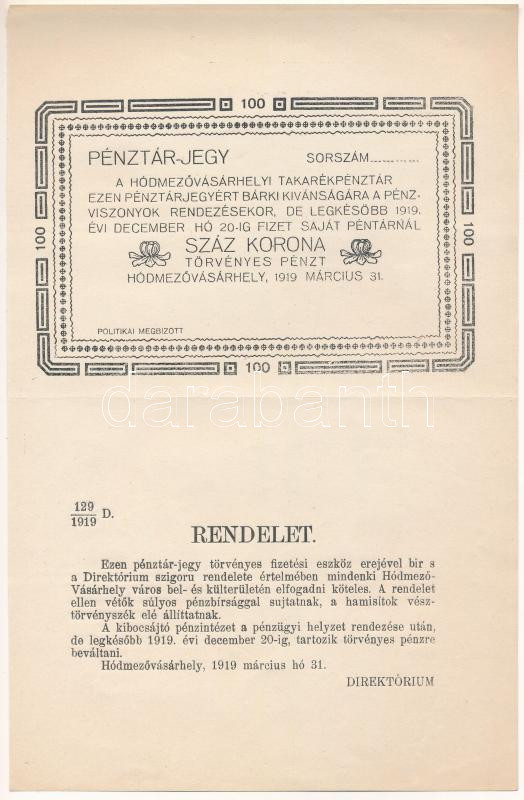 100
PÉNZTÁR-JEGY SORSZÁM............
A HÓDMEZŐVÁSÁRHELYI TAKARÉKPÉNZTÁR
EZEN PÉNZTÁRJEGYÉRT BÁRKI KIVÁNSÁGÁRA A PÉNZ-
VISZONYOK RENDEZÉSEKOR, DE LEGKÉSŐBB 1919.
ÉVI DECEMBER HÓ 20-IG FIZET SAJÁT PÉNTÁRNÁL
100
100
SZÁZ KORONA
TÖRVÉNYES PÉNZT
HÓDMEZŐVÁSÁRHELY, 1919 MÁRCIUS 31.
POLITIKAI MEGBIZOTT
100
darabanth
129
1919 D.
RENDELET.
Ezen pénztár-jegy törvényes fizetési eszköz erejével bir s
a Direktórium szigoru rendelete értelmében mindenki Hódmező-
Vásárhely város bel- és külterületén elfogadni köteles. A rendelet
ellen vétők súlyos pénzbírsággal sujtatnak, a hamisítok vész-
törvényszék elé állíttatnak.
A kibocsájtó pénzintézet a pénzügyi helyzet rendezése után,
de legkésőbb 1919. évi december 20-ig, tartozik törvényes pénzre
beváltani.
Hódmezővásárhely, 1919 március hó 31.
DIREKTÓRIUM